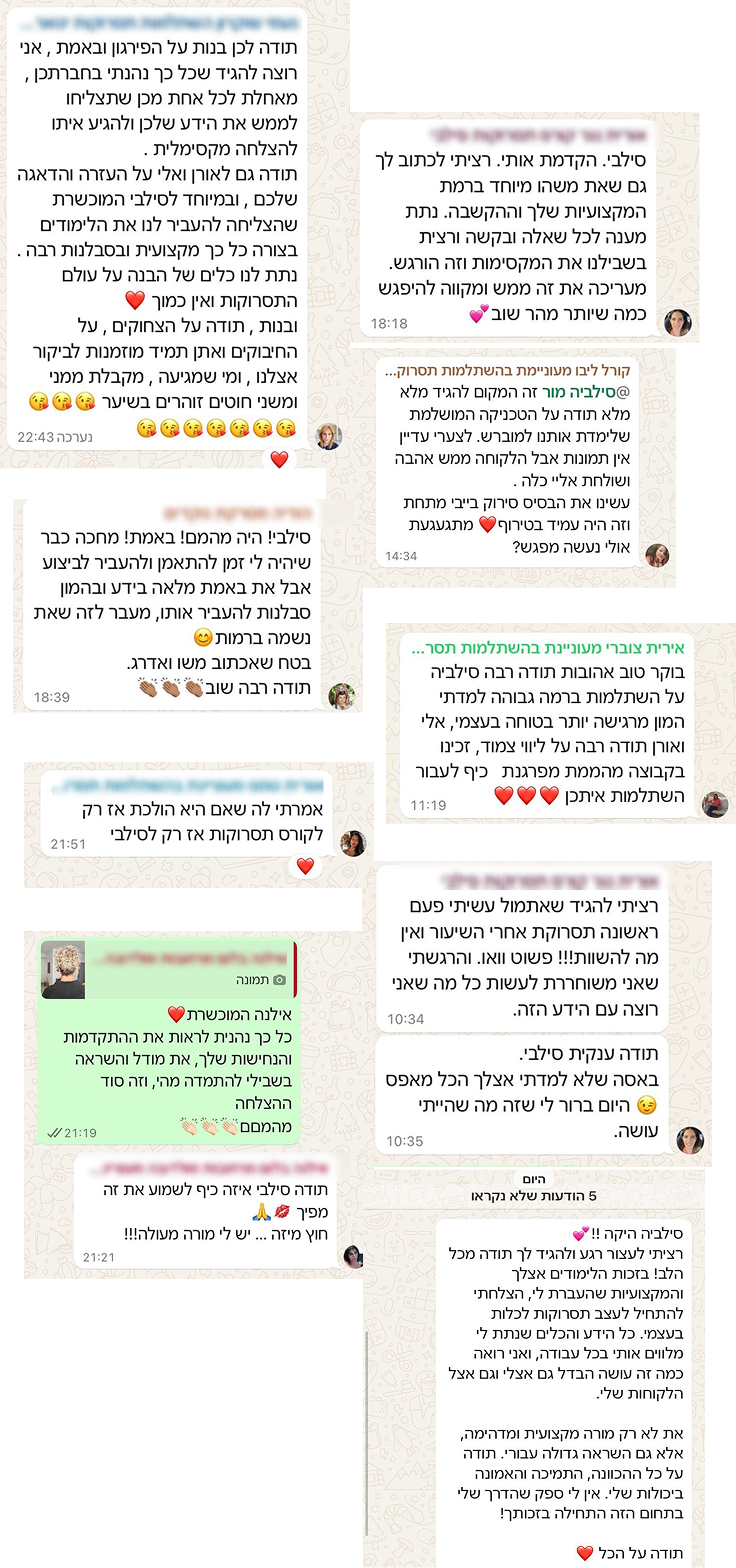 תודה לכן בנות על הפירגון ובאמת , אני
רוצה להגיד שכל כך נהנתי בחברתכן ,
מאחלת לכל אחת מכן שתצליחו
לממש את הידע שלכן ולהגיע איתו
להצלחה מקסימלית .
תודה גם לאורן ואלי על העזרה והדאגה
שלכם , ובמיוחד לסילבי המוכשרת
שהצליחה להעביר לנו את הלימודים
בצורה כל כך מקצועית ובסבלנות רבה .
נתת לנו כלים של הבנה על עולם
התסרוקות ואין כמוך ❤️
ובנות , תודה על הצחוקים , על
החיבוקים ואתן תמיד מוזמנות לביקור
אצלנו , ומי שמגיעה , מקבלת ממני
ומשני חוטים זוהרים בשיער 😘😘😘
😘😘😘😘😘😘😘
נערכה 22:43
❤️
סילבי. הקדמת אותי. רציתי לכתוב לך
גם שאת משהו מיוחד ברמת
המקצועיות שלך וההקשבה. נתת
מענה לכל שאלה ובקשה ורצית
בשבילנו את המקסימות וזה הורגש.
מעריכה את זה ממש ומקווה להיפגש
כמה שיותר מהר שוב💕
18:18
קורל ליבו מעוניימת בהשתלמות תסרוק...
@סילביה מור זה המקום להגיד מלא
מלא תודה על הטכניקה המושלמת
שלימדת אותנו למוברש. לצערי עדיין
אין תמונות אבל הלקוחה ממש אהבה
ושולחת אליי כלה .
עשינו את הבסיס סירוק בייבי מתחת
וזה היה עמיד בטירוף❤️ מתגעגעת
אולי נעשה מפגש?
14:34
סילבי! היה מהמם! באמת! מחכה כבר
שיהיה לי זמן להתאמן ולהעביר לביצוע
אבל את באמת מלאה בידע ובהמון
סבלנות להעביר אותו, מעבר לזה שאת
נשמה ברמות😊
בטח שאכתוב משו ואדרג.
תודה רבה שוב👏🏽👏🏽👏🏽
18:39
אירית צוברי מעוניינת בהשתלמות תסר...
בוקר טוב אהובות תודה רבה סילביה
על השתלמות ברמה גבוהה למדתי
המון מרגישה יותר בטוחה בעצמי, אלי
ואורן תודה רבה על ליווי צמוד, זכינו
בקבוצה מהממת מפרגנת כיף לעבור
השתלמות איתכן ❤️❤️❤️
11:19
אמרתי לה שאם היא הולכת אז רק
לקורס תסרוקות אז רק לסילבי
21:51
❤️
רציתי להגיד שאתמול עשיתי פעם
ראשונה תסרוקת אחרי השיעור ואין
מה להשוות!!! פשוט וואו. והרגשתי
שאני משוחררת לעשות כל מה שאני
רוצה עם הידע הזה.
10:34
תודה ענקית סילבי.
באסה שלא למדתי אצלך הכל מאפס
היום ברור לי שזה מה שהייתי 😉
עושה.
10:35
תמונה
אילנה המוכשרת❤️
כל כך נהנית לראות את ההתקדמות
והנחישות שלך, את מודל והשראה
בשבילי להתמדה מהי, וזה סוד
ההצלחה
מהמםם👏🏻👏🏻👏🏻
21:19
תודה סילבי איזה כיף לשמוע את זה
מפיך 💋🙏
חוץ מיזה ... יש לי מורה מעולה!!!
21:21
היום
5 הודעות שלא נקראו
סילביה היקה !!💕
רציתי לעצור רגע ולהגיד לך תודה מכל
הלב! בזכות הלימודים אצלך
והמקצועיות שהעברת לי, הצלחתי
להתחיל לעצב תסרוקות לכלות
בעצמי. כל הידע והכלים שנתת לי
מלווים אותי בכל עבודה, ואני רואה
כמה זה עושה הבדל גם אצלי וגם אצל
הלקוחות שלי.
את לא רק מורה מקצועית ומדהימה,
אלא גם השראה גדולה עבורי. תודה
על כל ההכוונה, התמיכה והאמונה
ביכולות שלי. אין לי ספק שהדרך שלי
בתחום הזה התחילה בזכותך!
תודה על הכל ❤️